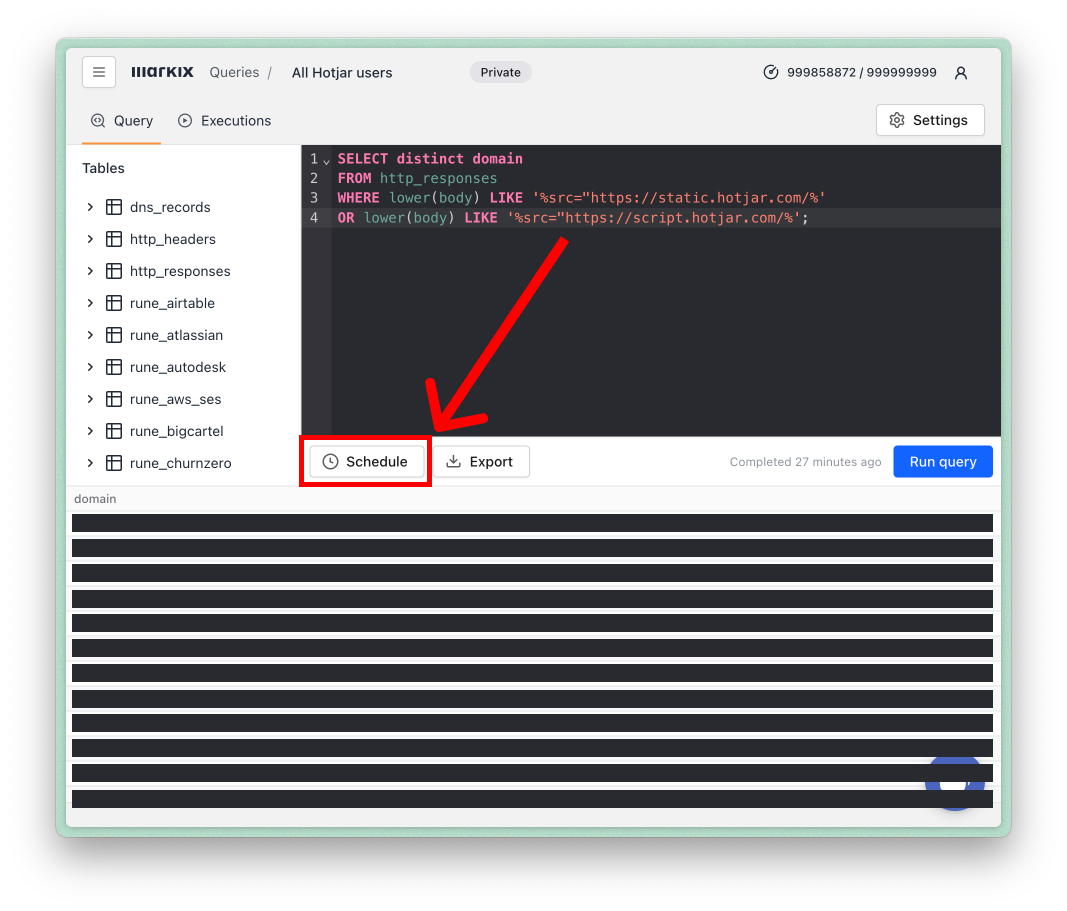 markix Queries / All Hotjar users Private 999858872 / 999999999
Query Executions Settings
Tables
dns_records
http_headers
http_responses
rune_airtable
rune_atlassian
rune_autodesk
rune_aws_ses
rune_bigcartel
rune_churnzero
1 SELECT distinct domain
2 FROM http_responses
3 WHERE lower(body) LIKE '%src="https://static.hotjar.com/%'
4 OR lower(body) LIKE '%src="https://script.hotjar.com/%';
Schedule Export Completed 27 minutes ago Run query
domain